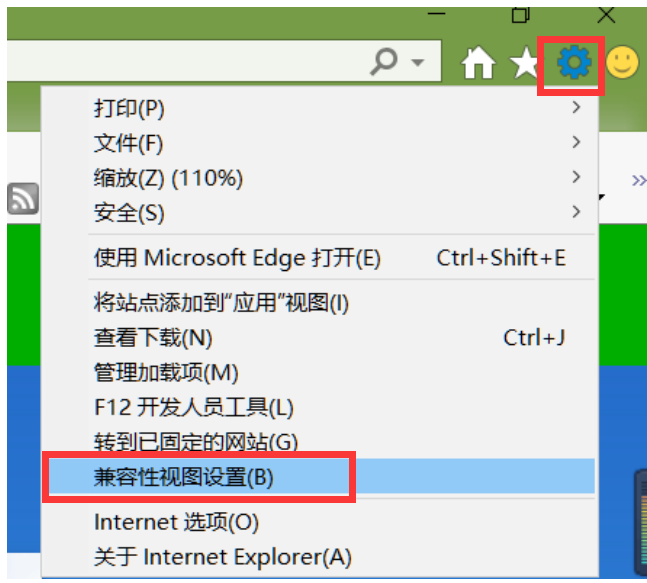 打印(P)
文件(F)
缩放(Z) (110%)
安全(S)
使用 Microsoft Edge 打开(E) Ctrl+Shift+E
将站点添加到“应用”视图(I)
查看下载(N) Ctrl+J
管理加载项(M)
F12 开发人员工具(L)
转到已固定的网站(G)
兼容性视图设置(B)
Internet 选项(O)
关于 Internet Explorer(A)